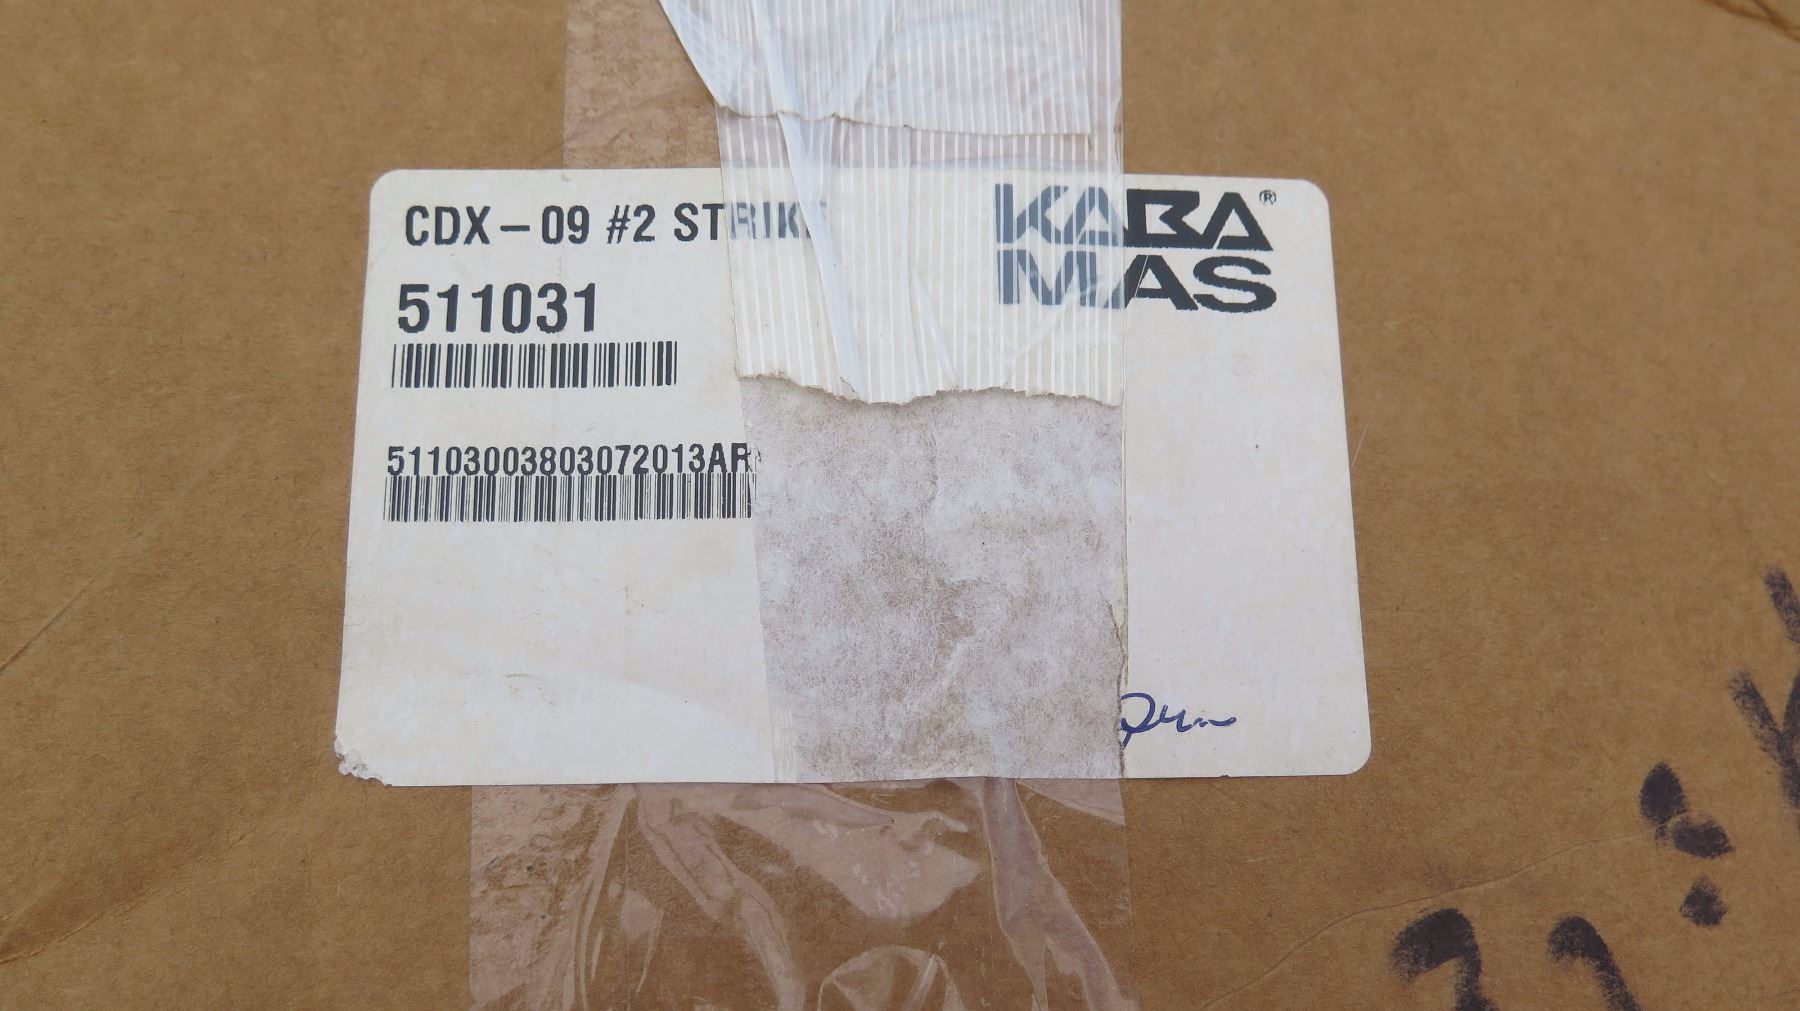 CDX-09 #2 STRIKE
KABA®
MAS
511031
51103003803072013AR